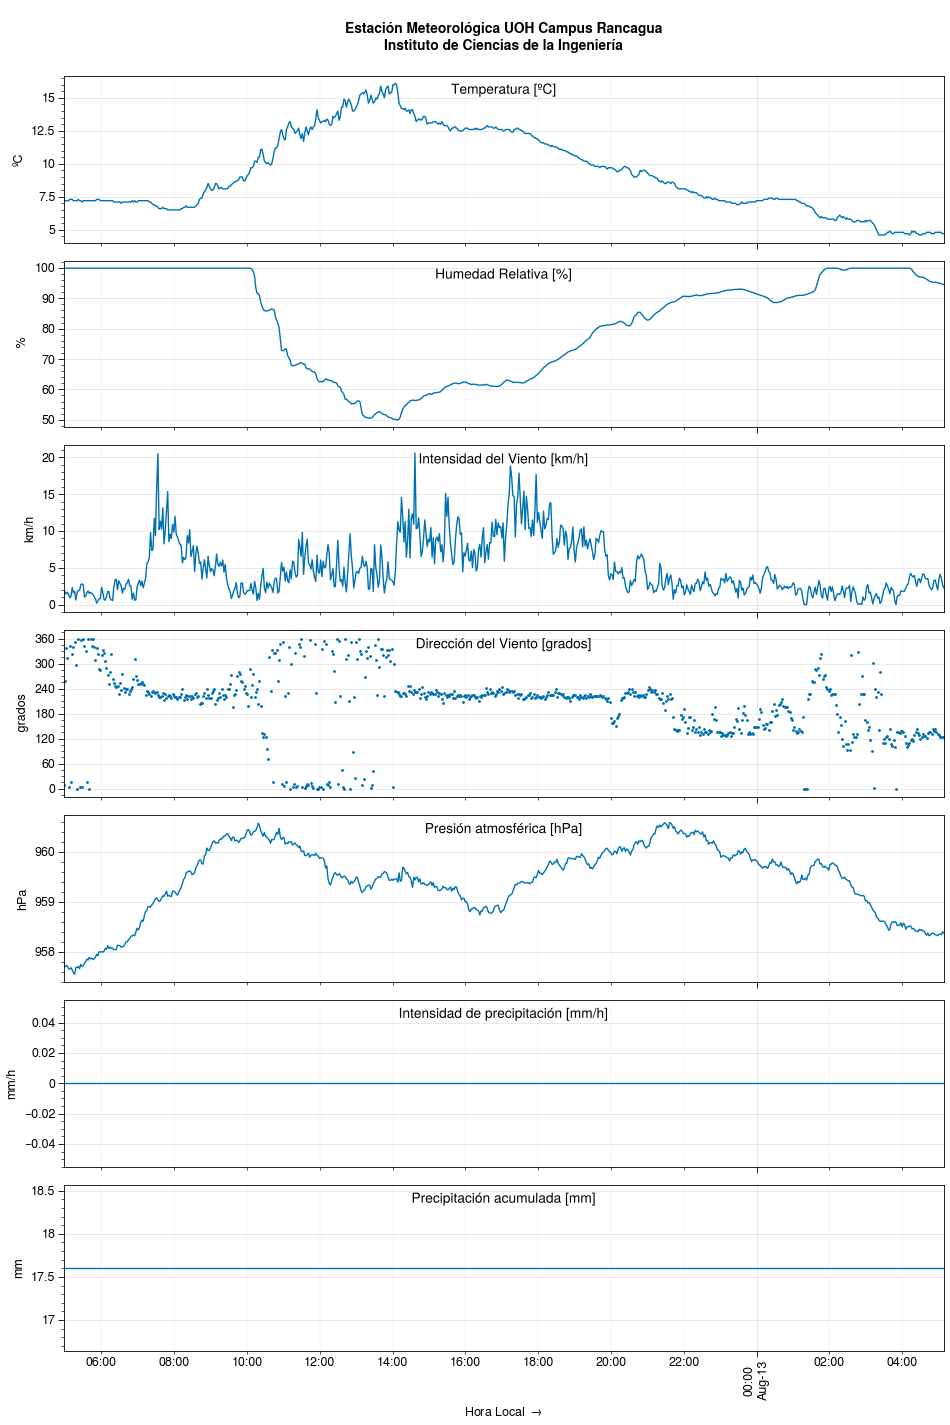 Estación Meteorológica UOH Campus Rancagua
Instituto de Ciencias de la Ingeniería
Temperatura [ºC]
15
12.5
10
7.5
5
ºC
Humedad Relativa [%]
100
90
80
70
60
50
%
Intensidad del Viento [km/h]
20
15
10
5
0
km/h
Dirección del Viento [grados]
360
300
240
180
120
60
0
grados
Presión atmosférica [hPa]
960
959
958
hPa
Intensidad de precipitación [mm/h]
0.04
0.02
0
−0.02
−0.04
mm/h
Precipitación acumulada [mm]
18.5
18
17.5
17
mm
06:00 08:00 10:00 12:00 14:00 16:00 18:00 20:00 22:00 00:00 02:00 04:00
Aug-13
Hora Local →